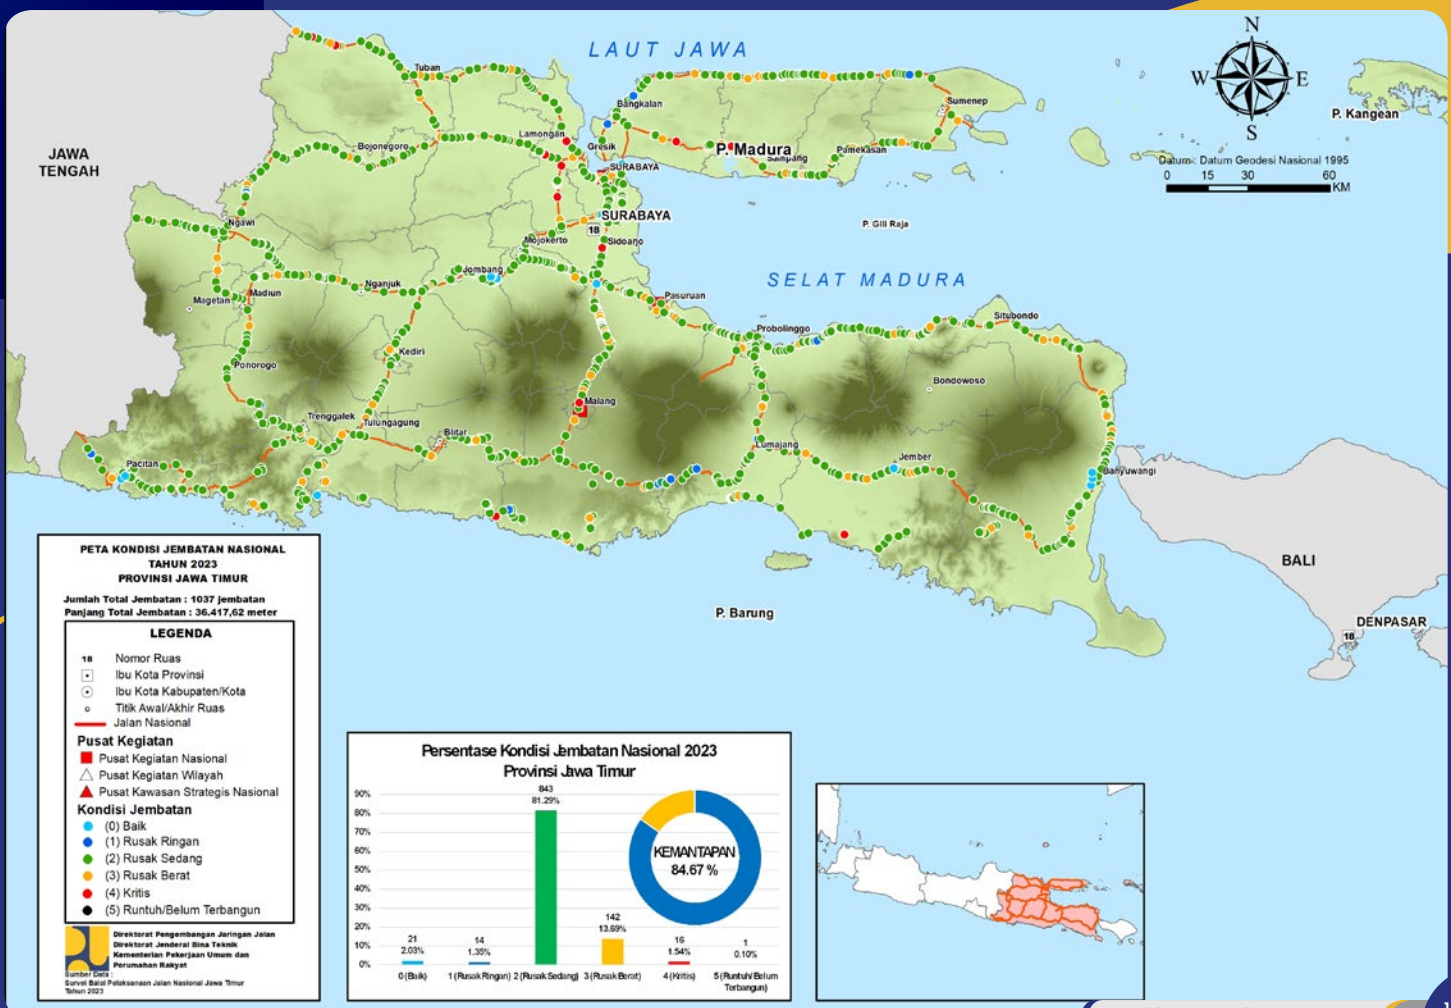 LAUT JAWA
N
W
E
S
Tuban
Bangkalan
Sumenep
P. Kangean
Lamongan
Gresik
Bojonegoro
P. Madura
Sampang
Pamekasan
JAWA
TENGAH
SURABAYA
Datum : Datum Geodesi Nasional 1995
0 15 30 60
KM
Ngawi
SURABAYA
18
P. Gili Raja
Mojokerto
Sidoarjo
SELAT MADURA
Jombang
Nganjuk
Magetan
Madiun
Pasuruan
Situbondo
Probolinggo
Kediri
Ponorogo
Bondowoso
Malang
Trenggalek
Tulungagung
Blitar
Lumajang
Jember
Pacitan
Banyuwangi
BALI
P. Barung
DENPASAR
18
PETA KONDISI JEMBATAN NASIONAL
TAHUN 2023
PROVINSI JAWA TIMUR
Jumlah Total Jembatan : 1037 jembatan
Panjang Total Jembatan : 36.417,62 meter
LEGENDA
18 Nomor Ruas
Ibu Kota Provinsi
Ibu Kota Kabupaten/Kota
Titik Awal/Akhir Ruas
Jalan Nasional
Pusat Kegiatan
Pusat Kegiatan Nasional
Pusat Kegiatan Wilayah
Pusat Kawasan Strategis Nasional
Kondisi Jembatan
(0) Baik
(1) Rusak Ringan
(2) Rusak Sedang
(3) Rusak Berat
(4) Kritis
(5) Runtuh/Belum Terbangun
Direktorat Pengembangan Jaringan Jalan
Direktorat Jenderal Bina Teknik
Kementerian Pekerjaan Umum dan
Perumahan Rakyat
Sumber Data :
Survei Balai Pelaksanaan Jalan Nasional Jawa Timur
Tahun 2023
Persentase Kondisi Jembatan Nasional 2023
Provinsi Jawa Timur
90%
80%
70%
60%
50%
40%
30%
20%
10%
0%
21
2.03%
14
1.35%
843
81.29%
142
13.69%
16
1.54%
1
0.10%
0 (Baik)
1 (Rusak Ringan)
2 (Rusak Sedang)
3 (Rusak Berat)
4 (Kritis)
5 (Runtuh/Belum
Terbangun)
KEMANTAPAN
84.67 %